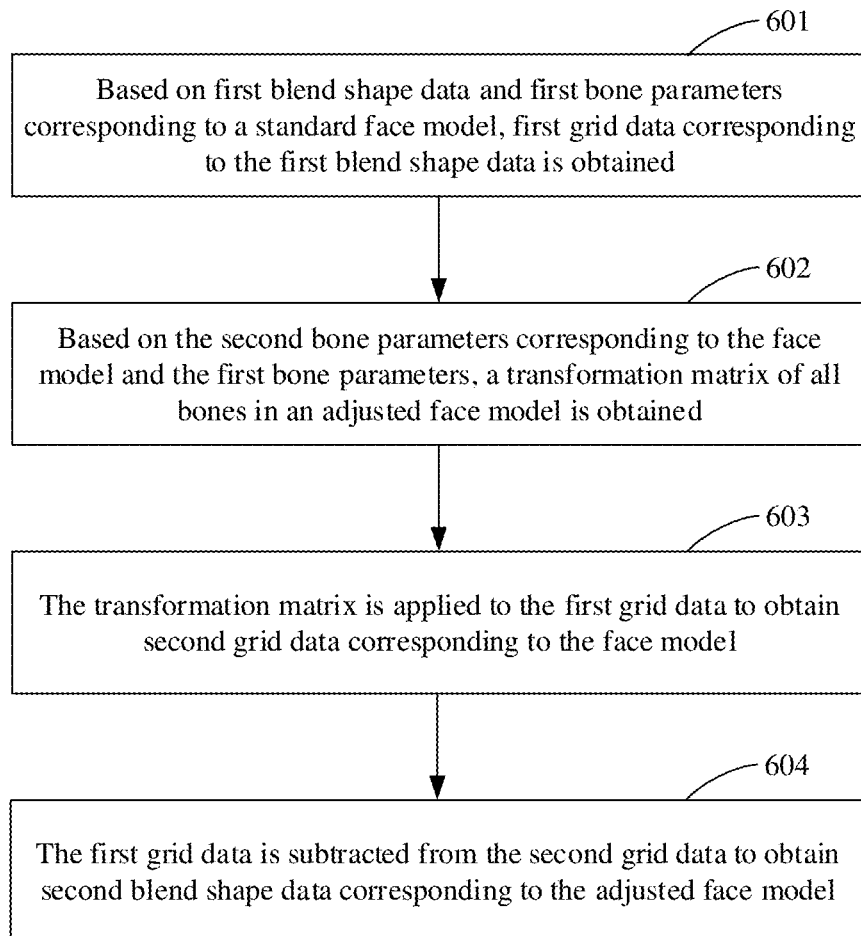 601
Based on first blend shape data and first bone parameters
corresponding to a standard face model, first grid data corresponding
to the first blend shape data is obtained
602
Based on the second bone parameters corresponding to the face
model and the first bone parameters, a transformation matrix of all
bones in an adjusted face model is obtained
603
The transformation matrix is applied to the first grid data to obtain
second grid data corresponding to the face model
604
The first grid data is subtracted from the second grid data to obtain
second blend shape data corresponding to the adjusted face model